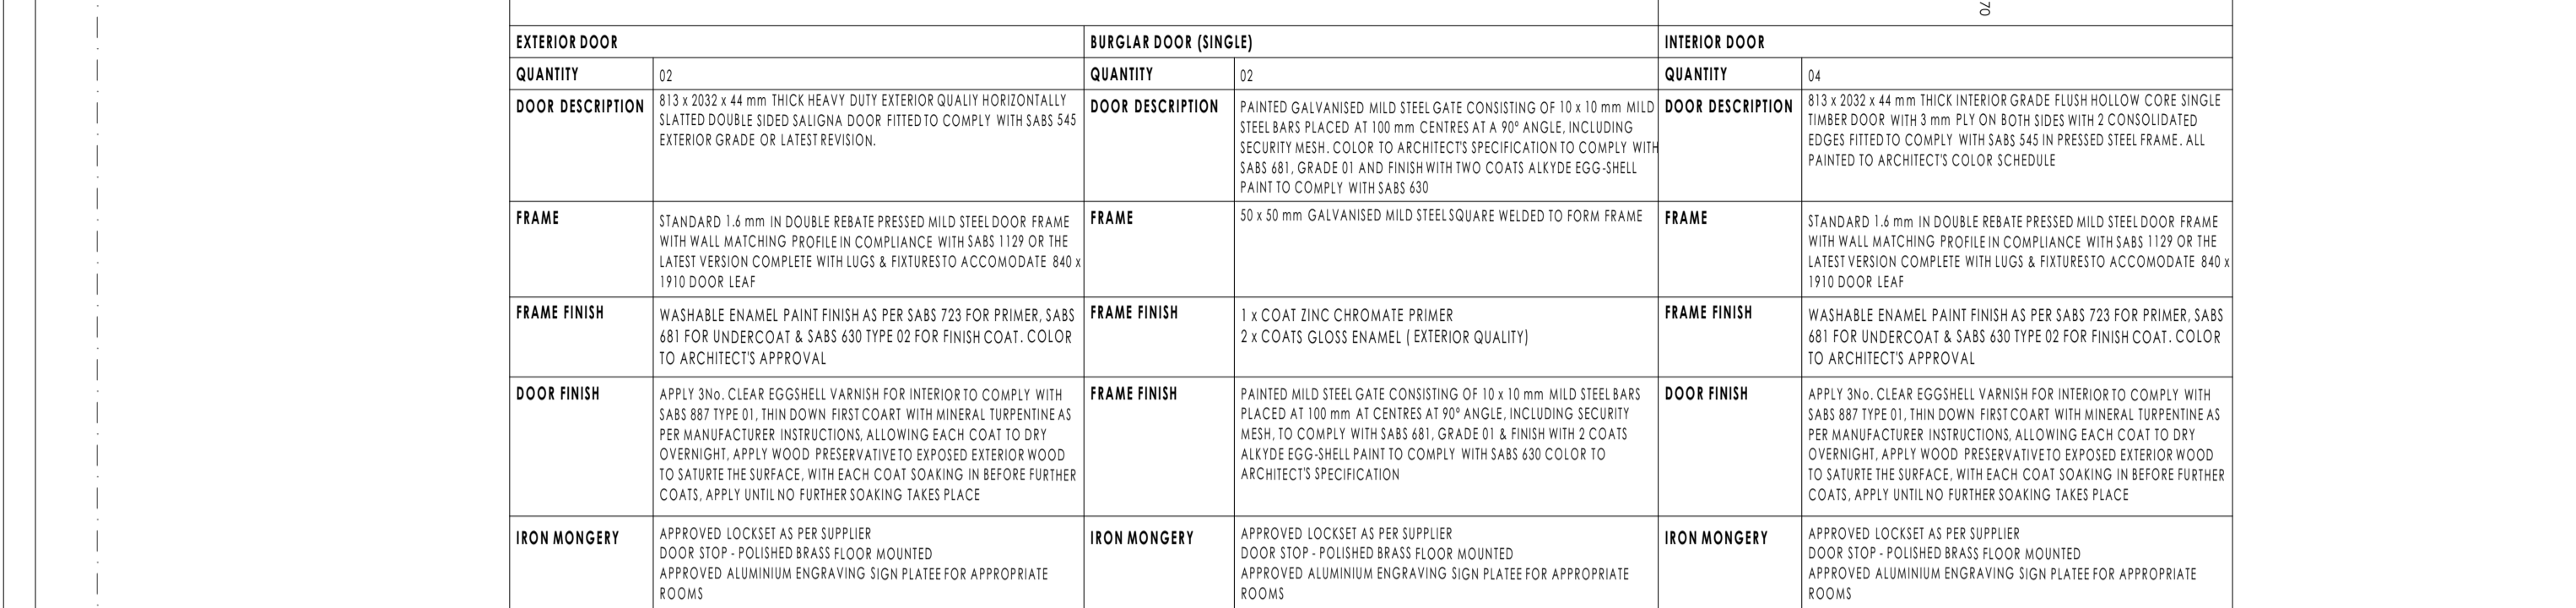 70
EXTERIOR DOOR
QUANTITY
02
DOOR DESCRIPTION
813 x 2032 x 44 mm THICK HEAVY DUTY EXTERIOR QUALIY HORIZONTALLY
SLATTED DOUBLE SIDED SALIGNA DOOR FITTED TO COMPLY WITH SABS 545
EXTERIOR GRADE OR LATEST REVISION.
FRAME
STANDARD 1.6 mm IN DOUBLE REBATE PRESSED MILD STEEL DOOR FRAME
WITH WALL MATCHING PROFILE IN COMPLIANCE WITH SABS 1129 OR THE
LATEST VERSION COMPLETE WITH LUGS & FIXTURES TO ACCOMODATE 840 x
1910 DOOR LEAF
FRAME FINISH
WASHABLE ENAMEL PAINT FINISH AS PER SABS 723 FOR PRIMER, SABS
681 FOR UNDERCOAT & SABS 630 TYPE 02 FOR FINISH COAT. COLOR
TO ARCHITECT'S APPROVAL
DOOR FINISH
APPLY 3No. CLEAR EGGSHELL VARNISH FOR INTERIOR TO COMPLY WITH
SABS 887 TYPE 01, THIN DOWN FIRST COART WITH MINERAL TURPENTINE AS
PER MANUFACTURER INSTRUCTIONS, ALLOWING EACH COAT TO DRY
OVERNIGHT, APPLY WOOD PRESERVATIVE TO EXPOSED EXTERIOR WOOD
TO SATURTE THE SURFACE, WITH EACH COAT SOAKING IN BEFORE FURTHER
COATS, APPLY UNTIL NO FURTHER SOAKING TAKES PLACE
IRON MONGERY
APPROVED LOCKSET AS PER SUPPLIER
DOOR STOP - POLISHED BRASS FLOOR MOUNTED
APPROVED ALUMINIUM ENGRAVING SIGN PLATEE FOR APPROPRIATE
ROOMS
BURGLAR DOOR (SINGLE)
QUANTITY
02
DOOR DESCRIPTION
PAINTED GALVANISED MILD STEEL GATE CONSISTING OF 10 x 10 mm MILD
STEEL BARS PLACED AT 100 mm CENTRES AT A 90º ANGLE, INCLUDING
SECURITY MESH. COLOR TO ARCHITECT'S SPECIFICATION TO COMPLY WITH
SABS 681, GRADE 01 AND FINISH WITH TWO COATS ALKYDE EGG-SHELL
PAINT TO COMPLY WITH SABS 630
FRAME
50 x 50 mm GALVANISED MILD STEEL SQUARE WELDED TO FORM FRAME
FRAME FINISH
1 x COAT ZINC CHROMATE PRIMER
2 x COATS GLOSS ENAMEL ( EXTERIOR QUALITY)
FRAME FINISH
PAINTED MILD STEEL GATE CONSISTING OF 10 x 10 mm MILD STEEL BARS
PLACED AT 100 mm AT CENTRES AT 90º ANGLE, INCLUDING SECURITY
MESH, TO COMPLY WITH SABS 681, GRADE 01 & FINISH WITH 2 COATS
ALKYDE EGG-SHELL PAINT TO COMPLY WITH SABS 630 COLOR TO
ARCHITECT'S SPECIFICATION
IRON MONGERY
APPROVED LOCKSET AS PER SUPPLIER
DOOR STOP - POLISHED BRASS FLOOR MOUNTED
APPROVED ALUMINIUM ENGRAVING SIGN PLATEE FOR APPROPRIATE
ROOMS
INTERIOR DOOR
QUANTITY
04
DOOR DESCRIPTION
813 x 2032 x 44 mm THICK INTERIOR GRADE FLUSH HOLLOW CORE SINGLE
TIMBER DOOR WITH 3 mm PLY ON BOTH SIDES WITH 2 CONSOLIDATED
EDGES FITTED TO COMPLY WITH SABS 545 IN PRESSED STEEL FRAME. ALL
PAINTED TO ARCHITECT'S COLOR SCHEDULE
FRAME
STANDARD 1.6 mm IN DOUBLE REBATE PRESSED MILD STEEL DOOR FRAME
WITH WALL MATCHING PROFILE IN COMPLIANCE WITH SABS 1129 OR THE
LATEST VERSION COMPLETE WITH LUGS & FIXTURES TO ACCOMODATE 840 x
1910 DOOR LEAF
FRAME FINISH
WASHABLE ENAMEL PAINT FINISH AS PER SABS 723 FOR PRIMER, SABS
681 FOR UNDERCOAT & SABS 630 TYPE 02 FOR FINISH COAT. COLOR
TO ARCHITECT'S APPROVAL
DOOR FINISH
APPLY 3No. CLEAR EGGSHELL VARNISH FOR INTERIOR TO COMPLY WITH
SABS 887 TYPE 01, THIN DOWN FIRST COART WITH MINERAL TURPENTINE AS
PER MANUFACTURER INSTRUCTIONS, ALLOWING EACH COAT TO DRY
OVERNIGHT, APPLY WOOD PRESERVATIVE TO EXPOSED EXTERIOR WOOD
TO SATURTE THE SURFACE, WITH EACH COAT SOAKING IN BEFORE FURTHER
COATS, APPLY UNTIL NO FURTHER SOAKING TAKES PLACE
IRON MONGERY
APPROVED LOCKSET AS PER SUPPLIER
DOOR STOP - POLISHED BRASS FLOOR MOUNTED
APPROVED ALUMINIUM ENGRAVING SIGN PLATEE FOR APPROPRIATE
ROOMS